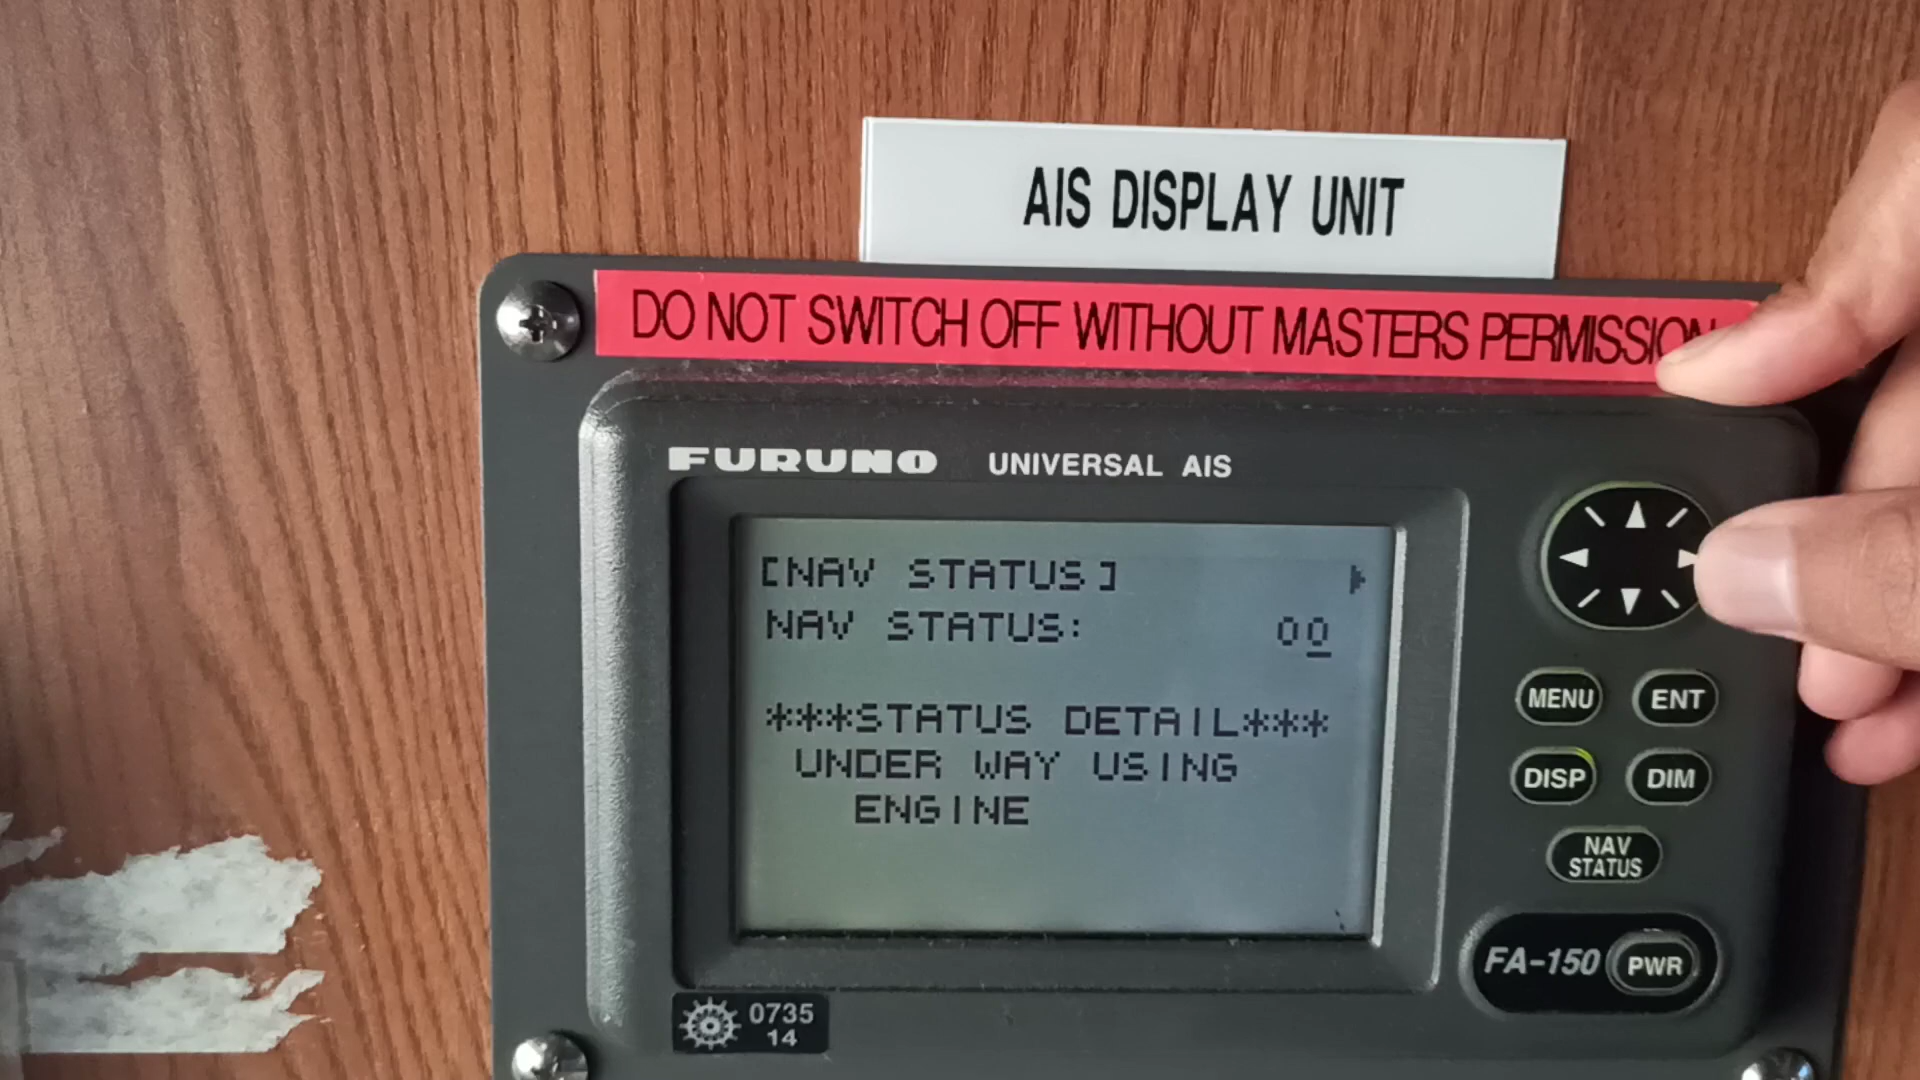 AIS DISPLAY UNIT
DO NOT SWITCH OFF WITHOUT MASTERS PERMISSION
FURUNO UNIVERSAL AIS
[NAV STATUS]
NAV STATUS: 00
***STATUS DETAIL***
UNDER WAY USING
ENGINE
MENU ENT
DISP DIM
NAV
STATUS
FA-150 PWR
0735
14